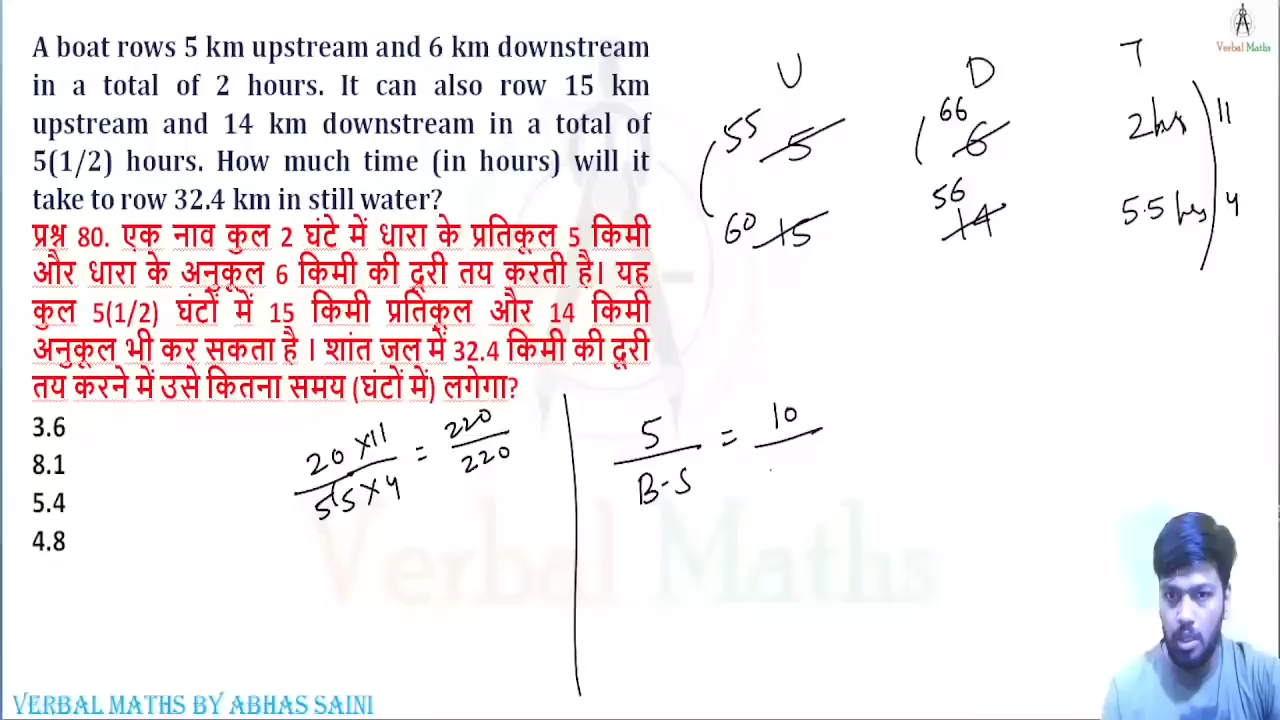 A boat rows 5 km upstream and 6 km downstream
in a total of 2 hours. It can also row 15 km
upstream and 14 km downstream in a total of
5(1/2) hours. How much time (in hours) will it
take to row 32.4 km in still water?
प्रश्न 80. एक नाव कुल 2 घंटे में धारा के प्रतिकूल 5 किमी
और धारा के अनुकूल 6 किमी की दूरी तय करती है। यह
कुल 5(1/2) घंटों में 15 किमी प्रतिकूल और 14 किमी
अनुकूल भी कर सकता है । शांत जल में 32.4 किमी की दूरी
तय करने में उसे कितना समय (घंटों में) लगेगा?
3.6
8.1
5.4
4.8
U D T
55 5 66 6 2hrs 11
60 15 56 14 5.5 hrs 4
20 × 11 = 220
55 × 4 220
5 = 10
B-S
Verbal Maths
Verbal Maths
VERBAL MATHS BY ABHAS SAINI